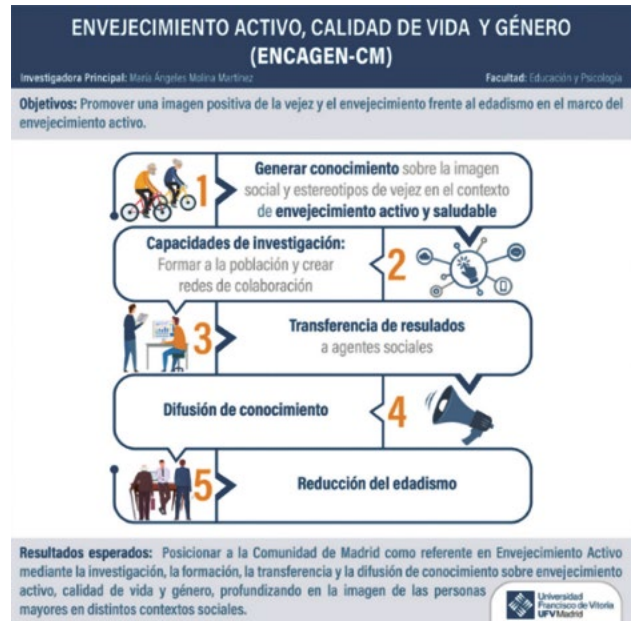 ENVEJECIMIENTO ACTIVO, CALIDAD DE VIDA Y GÉNERO
(ENCAGEN-CM)
Investigadora Principal: María Ángeles Molina Martínez
Facultad: Educación y Psicología
Objetivos: Promover una imagen positiva de la vejez y el envejecimiento frente al edadismo en el marco del
envejecimiento activo.
1
Generar conocimiento sobre la imagen
social y estereotipos de vejez en el contexto
de envejecimiento activo y saludable
Capacidades de investigación:
Formar a la población y crear
redes de colaboración
2
3
Transferencia de resulados
a agentes sociales
Difusión de conocimiento
4
5
Reducción del edadismo
Resultados esperados: Posicionar a la Comunidad de Madrid como referente en Envejecimiento Activo
mediante la investigación, la formación, la transferencia y la difusión de conocimiento sobre envejecimiento
activo, calidad de vida y género, profundizando en la imagen de las personas
mayores en distintos contextos sociales.
Universidad
Francisco de Vitoria
UFV Madrid